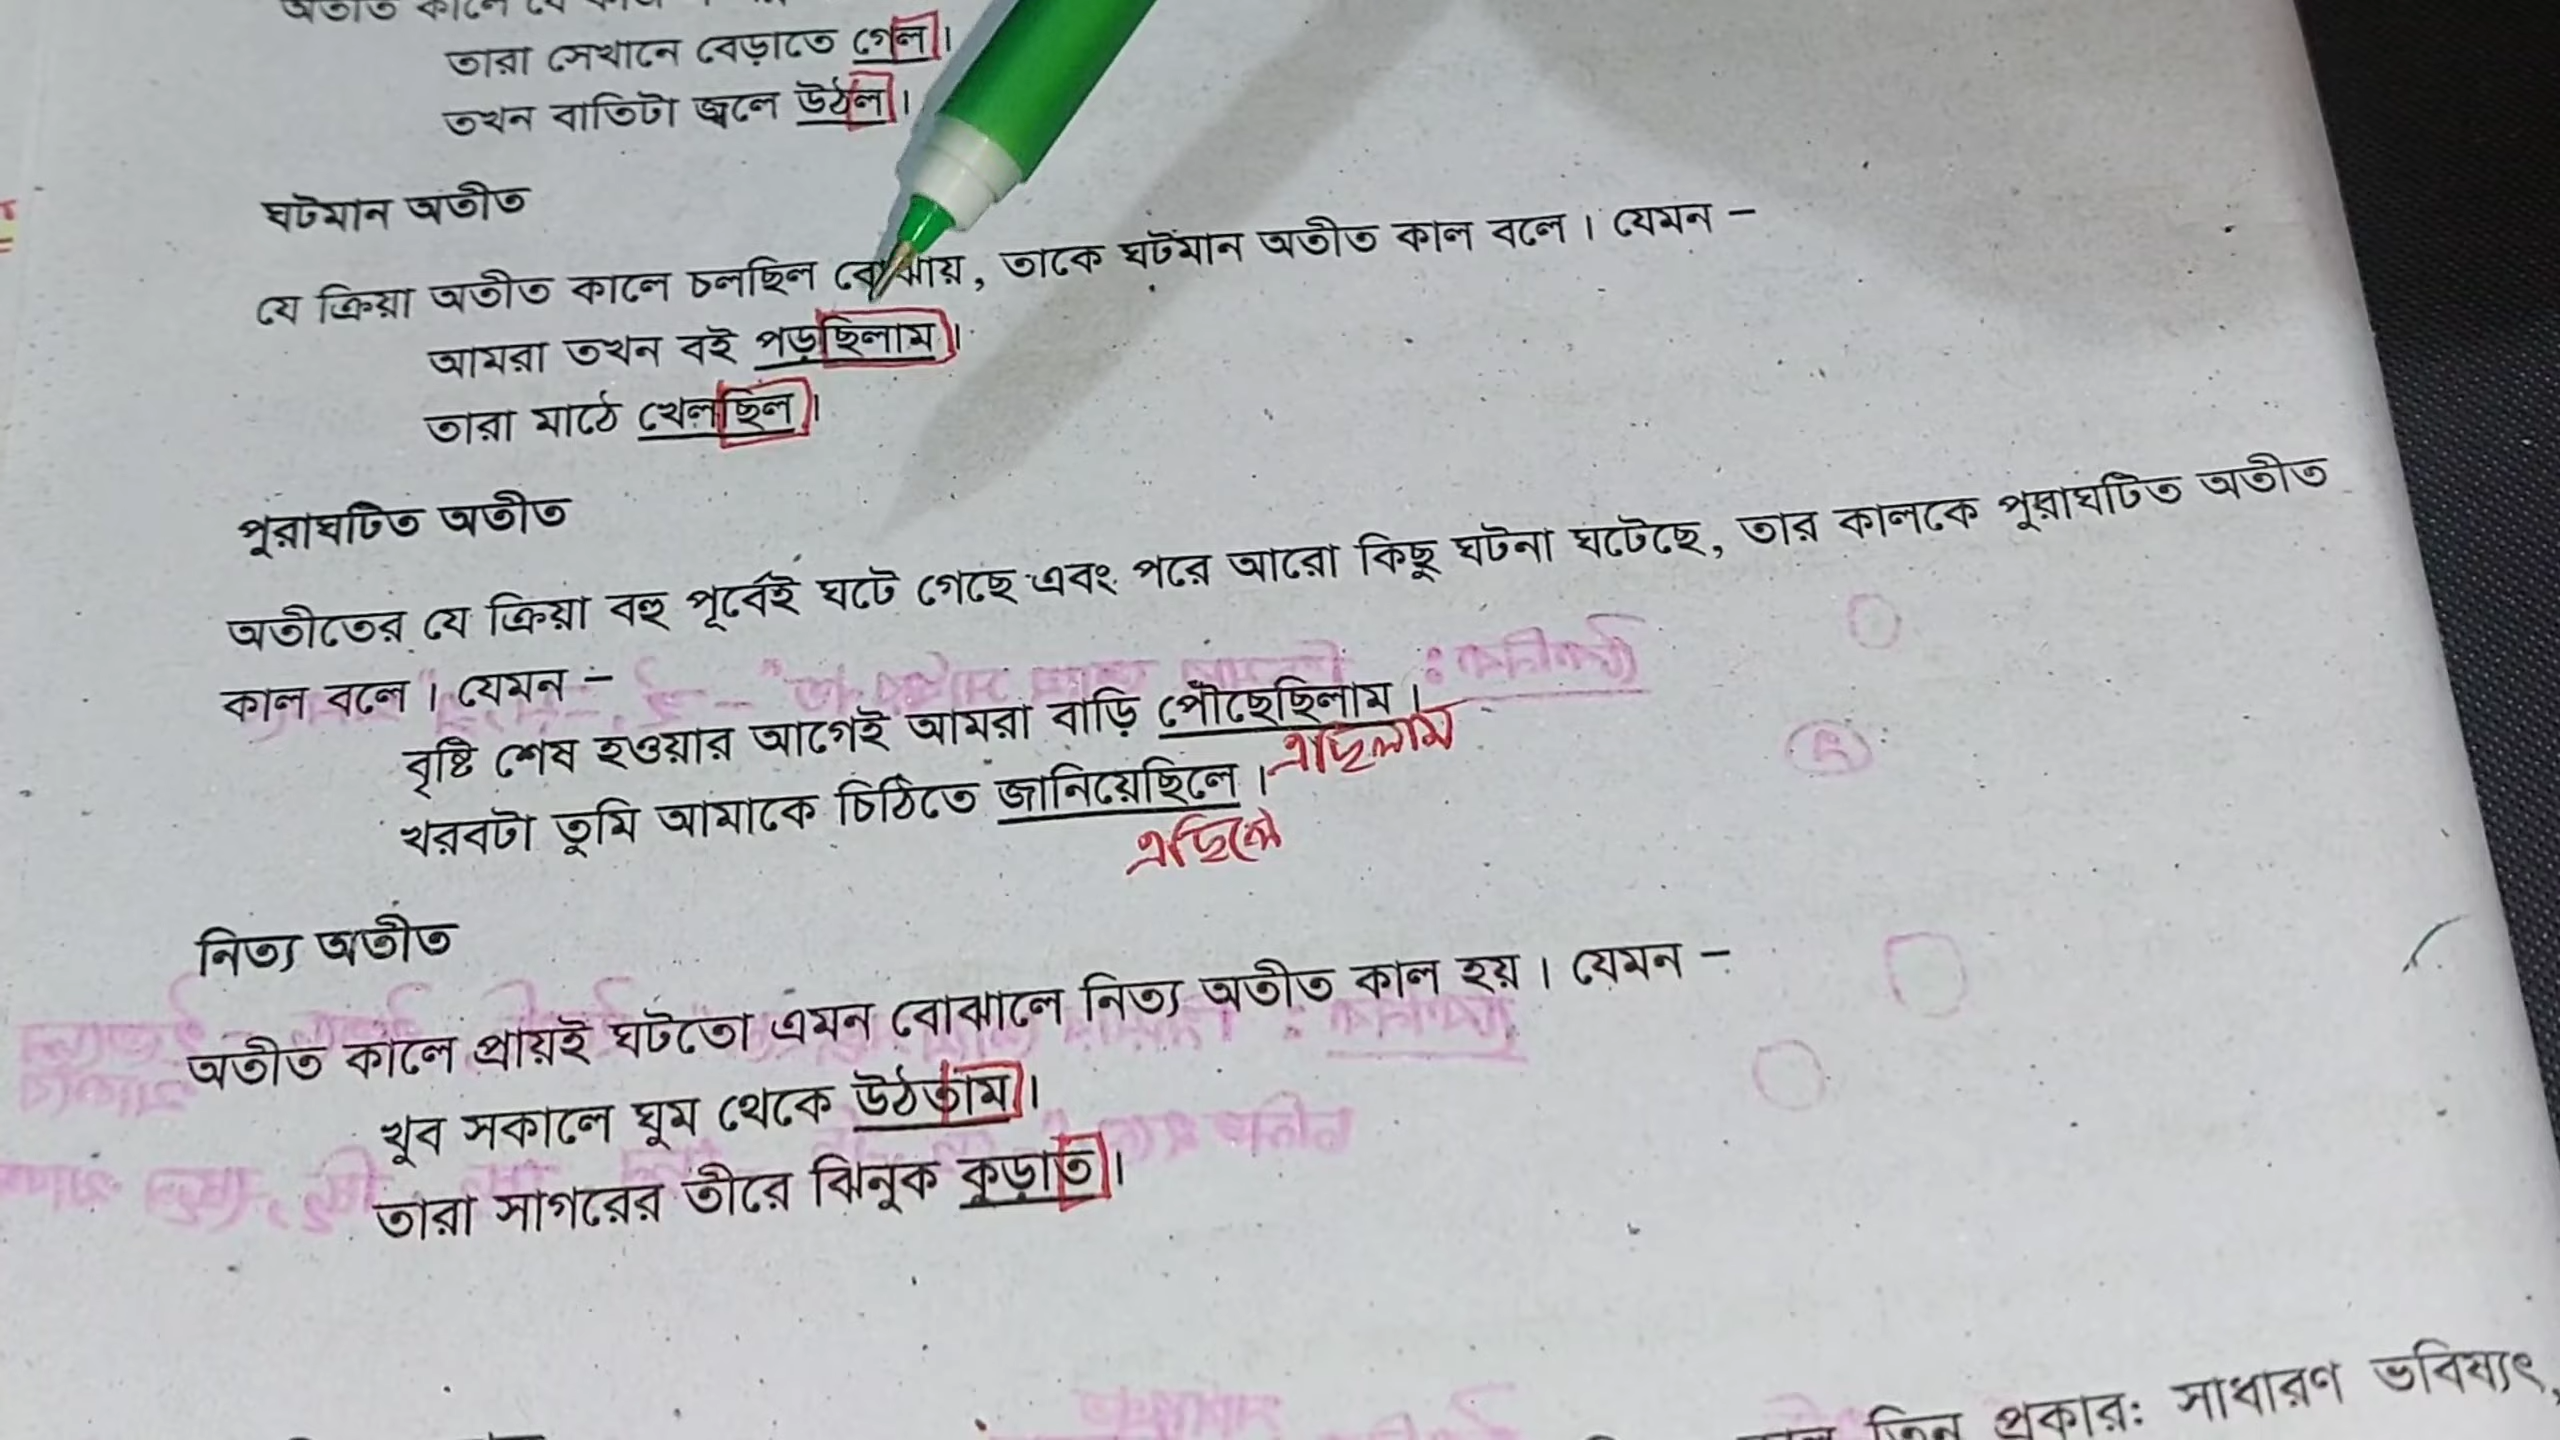 অতীত কালে যে
তারা সেখানে বেড়াতে গেল।
তখন বাতিটা জ্বলে উঠল।
ঘটমান অতীত
যে ক্রিয়া অতীত কালে চলছিল বোঝায়, তাকে ঘটমান অতীত কাল বলে। যেমন –
আমরা তখন বই পড়ছিলাম।
তারা মাঠে খেলছিল।
পুরাঘটিত অতীত
অতীতের যে ক্রিয়া বহু পূর্বেই ঘটে গেছে এবং পরে আরো কিছু ঘটনা ঘটেছে, তার কালকে পুরাঘটিত অতীত
কাল বলে। যেমন –
বৃষ্টি শেষ হওয়ার আগেই আমরা বাড়ি পৌঁছেছিলাম।
এছিলাম
খরবটা তুমি আমাকে চিঠিতে জানিয়েছিলে।
এছিলে
নিত্য অতীত
অতীত কালে প্রায়ই ঘটতো এমন বোঝালে নিত্য অতীত কাল হয়। যেমন –
খুব সকালে ঘুম থেকে উঠতাম।
তারা সাগরের তীরে ঝিনুক কুড়াত।
তিন প্রকার: সাধারণ ভবিষ্যৎ,